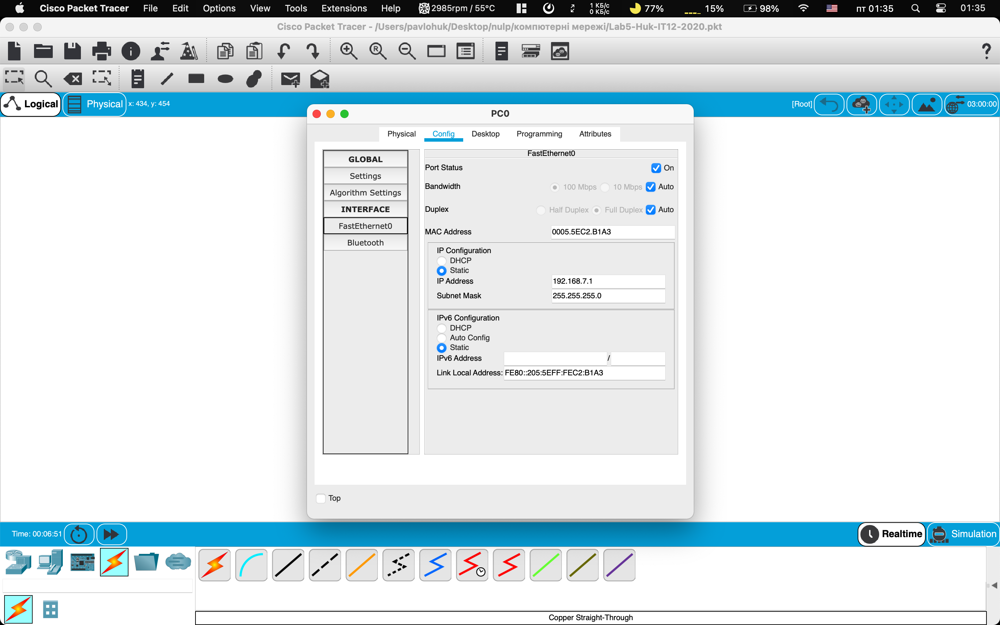 Cisco Packet Tracer File Edit Options View Tools Extensions Help 2985rpm / 55°C 1 КБ/с 0 КБ/с 77% 15% 98% пт 01:35 01:35
Cisco Packet Tracer - /Users/pavlohuk/Desktop/nulp/компютерні мережі/Lab5-Huk-IT12-2020.pkt
Logical Physical x: 434, y: 454 [Root] 03:00:00
PC0
Physical Config Desktop Programming Attributes
GLOBAL
Settings
Algorithm Settings
INTERFACE
FastEthernet0
Bluetooth
FastEthernet0
Port Status On
Bandwidth 100 Mbps 10 Mbps Auto
Duplex Half Duplex Full Duplex Auto
MAC Address 0005.5EC2.B1A3
IP Configuration
DHCP
Static
IP Address 192.168.7.1
Subnet Mask 255.255.255.0
IPv6 Configuration
DHCP
Auto Config
Static
IPv6 Address /
Link Local Address: FE80::205:5EFF:FEC2:B1A3
Top
Time: 00:06:51 Realtime Simulation
Copper Straight-Through